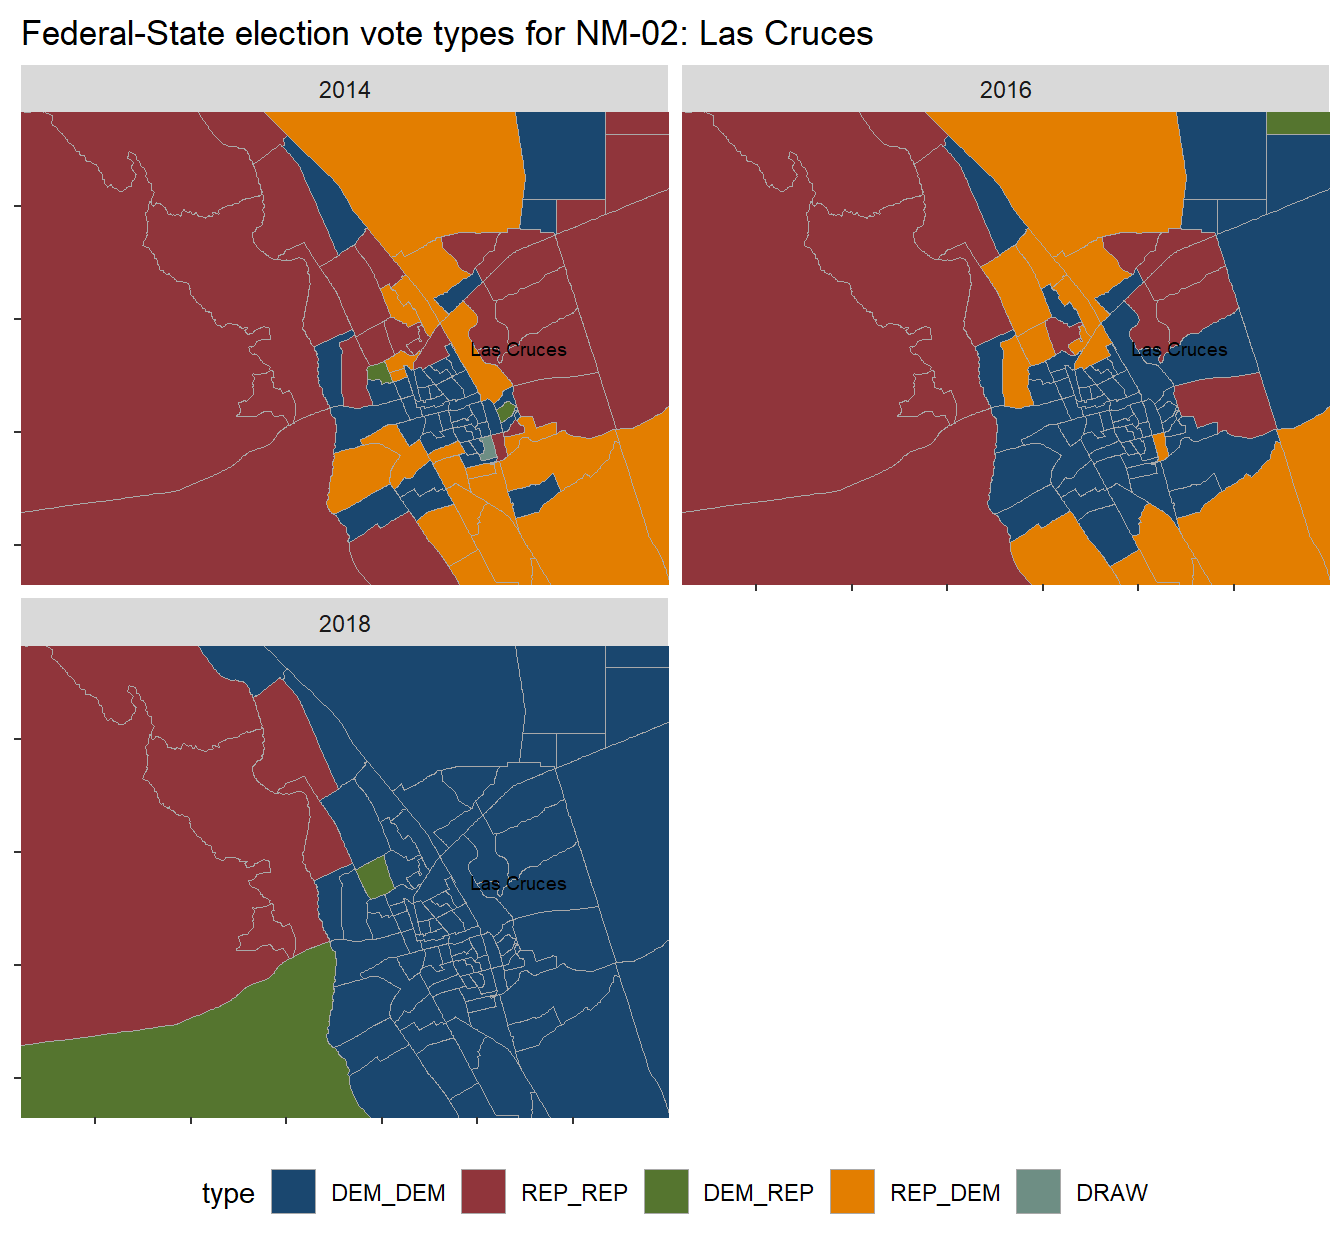 Federal-State election vote types for NM-02: Las Cruces
2014
2016
Las Cruces
Las Cruces
2018
Las Cruces
type DEM_DEM REP_REP DEM_REP REP_DEM DRAW